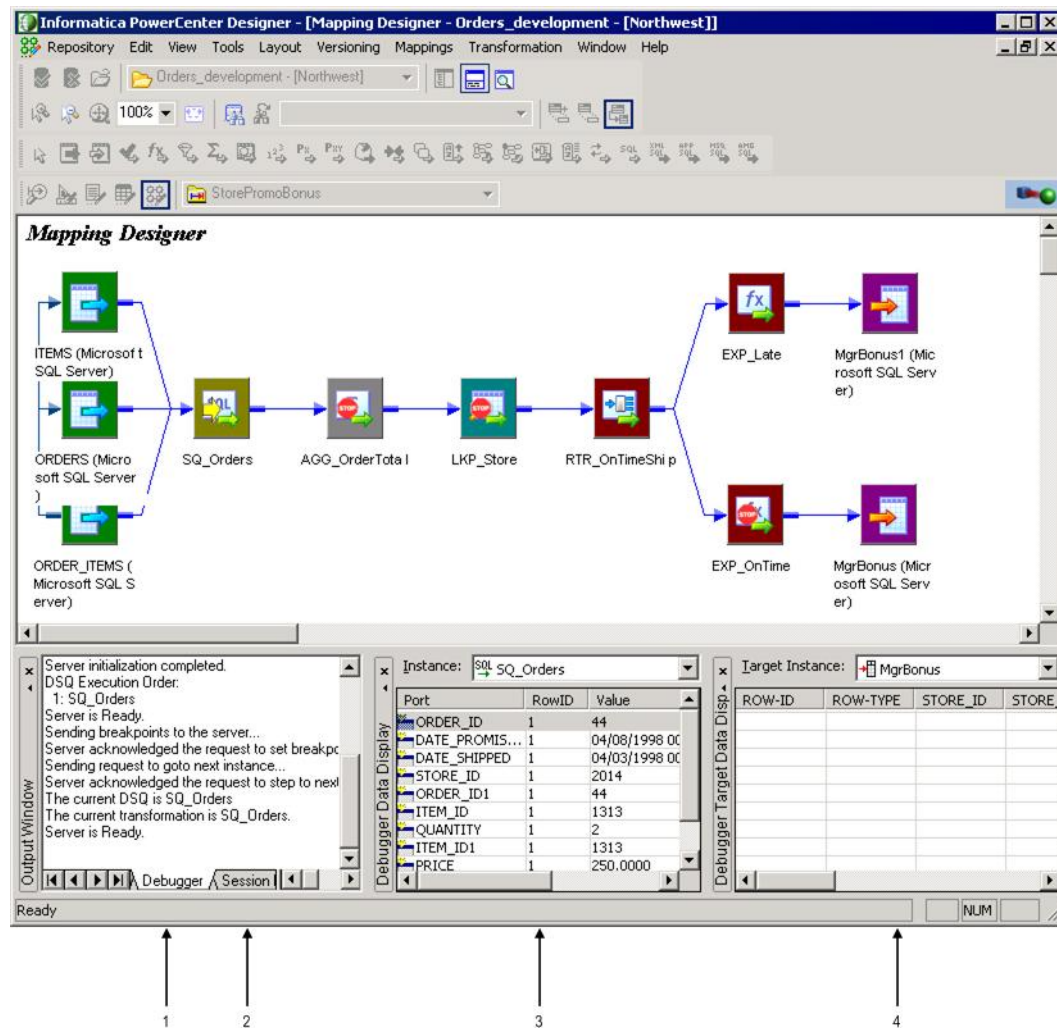 Informatica PowerCenter Designer - [Mapping Designer - Orders_development - [Northwest]]
Repository Edit View Tools Layout Versioning Mappings Transformation Window Help
Orders_development - [Northwest]
100%
StorePromoBonus
Mapping Designer
ITEMS (Microsof t
SQL Server)
EXP_Late
MgrBonus1 (Mic
rosoft SQL Serv
er)
ORDERS (Micro
soft SQL Server
)
SQ_Orders
AGG_OrderTota l
LKP_Store
RTR_OnTimeShi p
ORDER_ITEMS (
Microsoft SQL S
erver)
EXP_OnTime
MgrBonus (Micr
osoft SQL Serv
er)
Output Window
Server initialization completed.
DSQ Execution Order:
1: SQ_Orders
Server is Ready.
Sending breakpoints to the server...
Server acknowledged the request to set breakpc
Sending request to goto next instance...
Server acknowledged the request to step to next
The current DSQ is SQ_Orders
The current transformation is SQ_Orders.
Server is Ready.
Debugger Session
Debugger Data Display
Instance: SQL SQ_Orders
Port RowID Value
ORDER_ID 1 44
DATE_PROMIS... 1 04/08/1998 00
DATE_SHIPPED 1 04/03/1998 00
STORE_ID 1 2014
ORDER_ID1 1 44
ITEM_ID 1 1313
QUANTITY 1 2
ITEM_ID1 1 1313
PRICE 1 250.0000
Debugger Target Data Disp
Target Instance: MgrBonus
ROW-ID ROW-TYPE STORE_ID STORE_
Ready
NUM
1 2 3 4